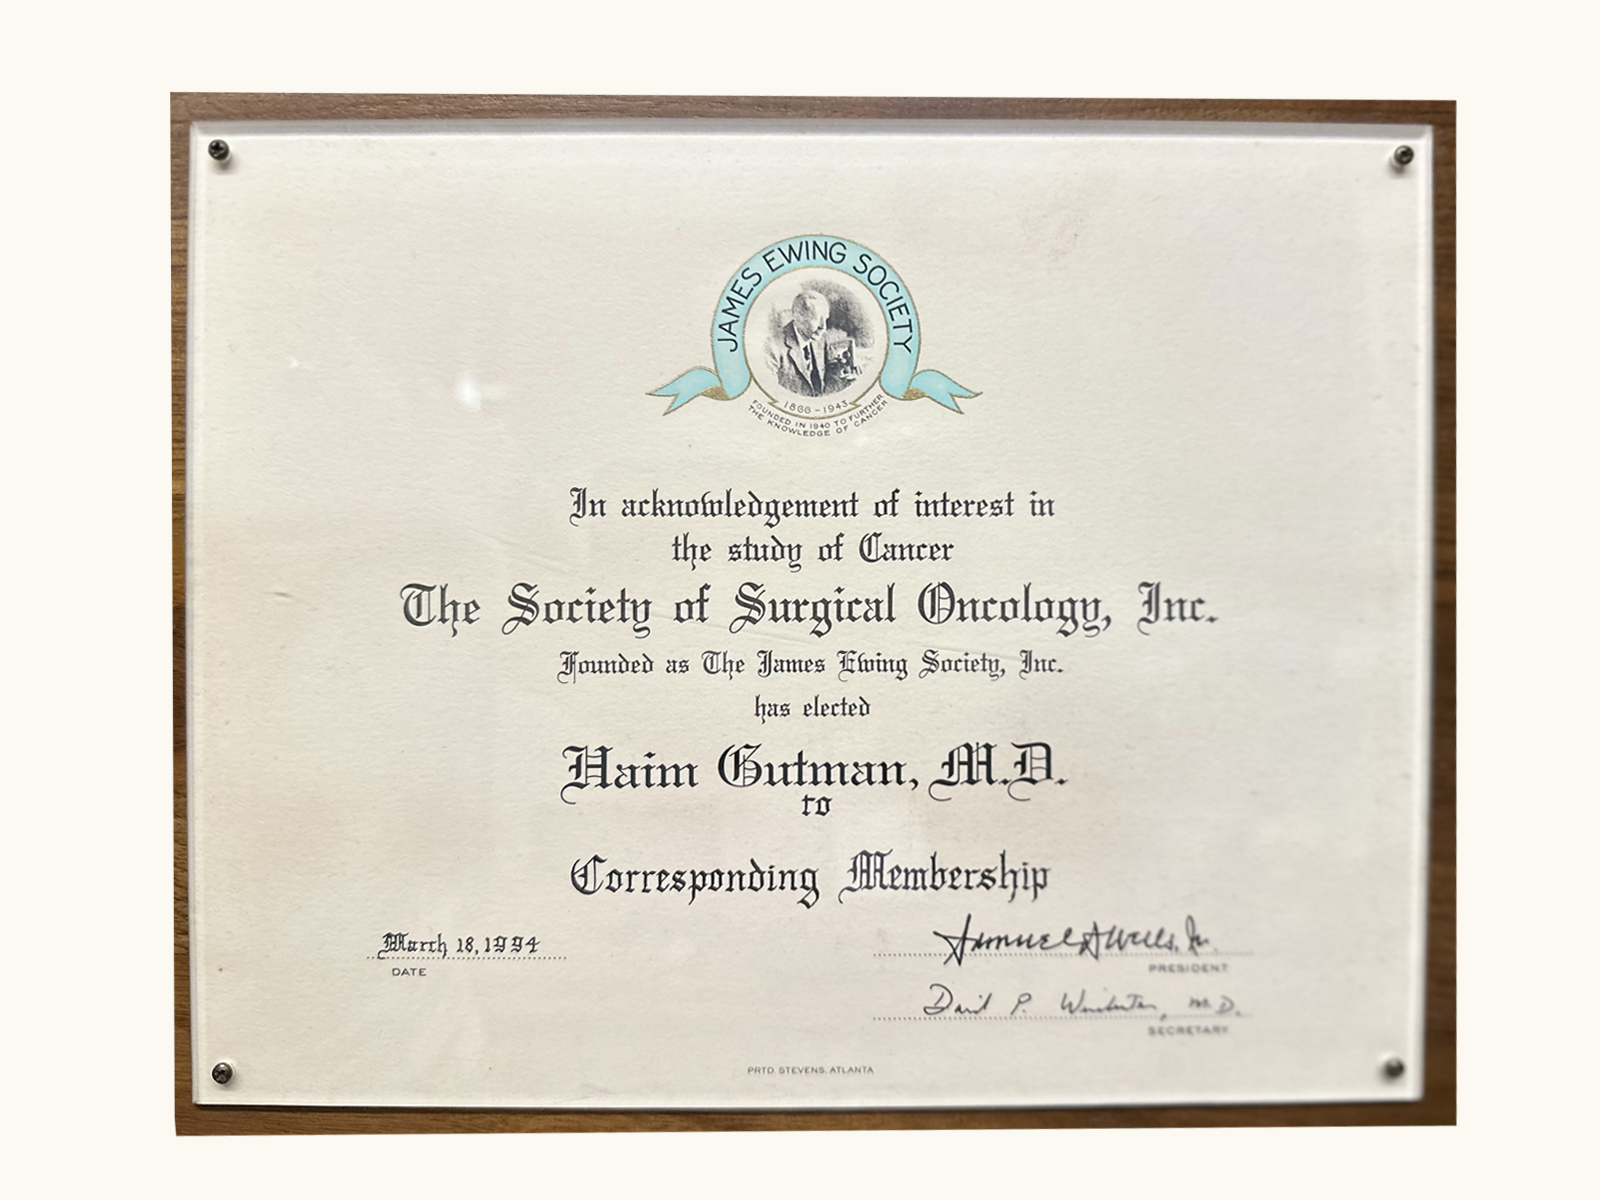 JAMES EWING SOCIETY
1866-1943
FOUNDED IN 1940 TO FURTHER
THE KNOWLEDGE OF CANCER
In acknowledgement of interest in
the study of Cancer
The Society of Surgical Oncology, Inc.
Founded as The James Ewing Society, Inc.
has elected
Haim Gutman, M.D.
to
Corresponding Membership
March 18, 1994
DATE
Samuel A Wells, Jr.
PRESIDENT
David P. Winchester, M.D.
SECRETARY
PRTD. STEVENS, ATLANTA